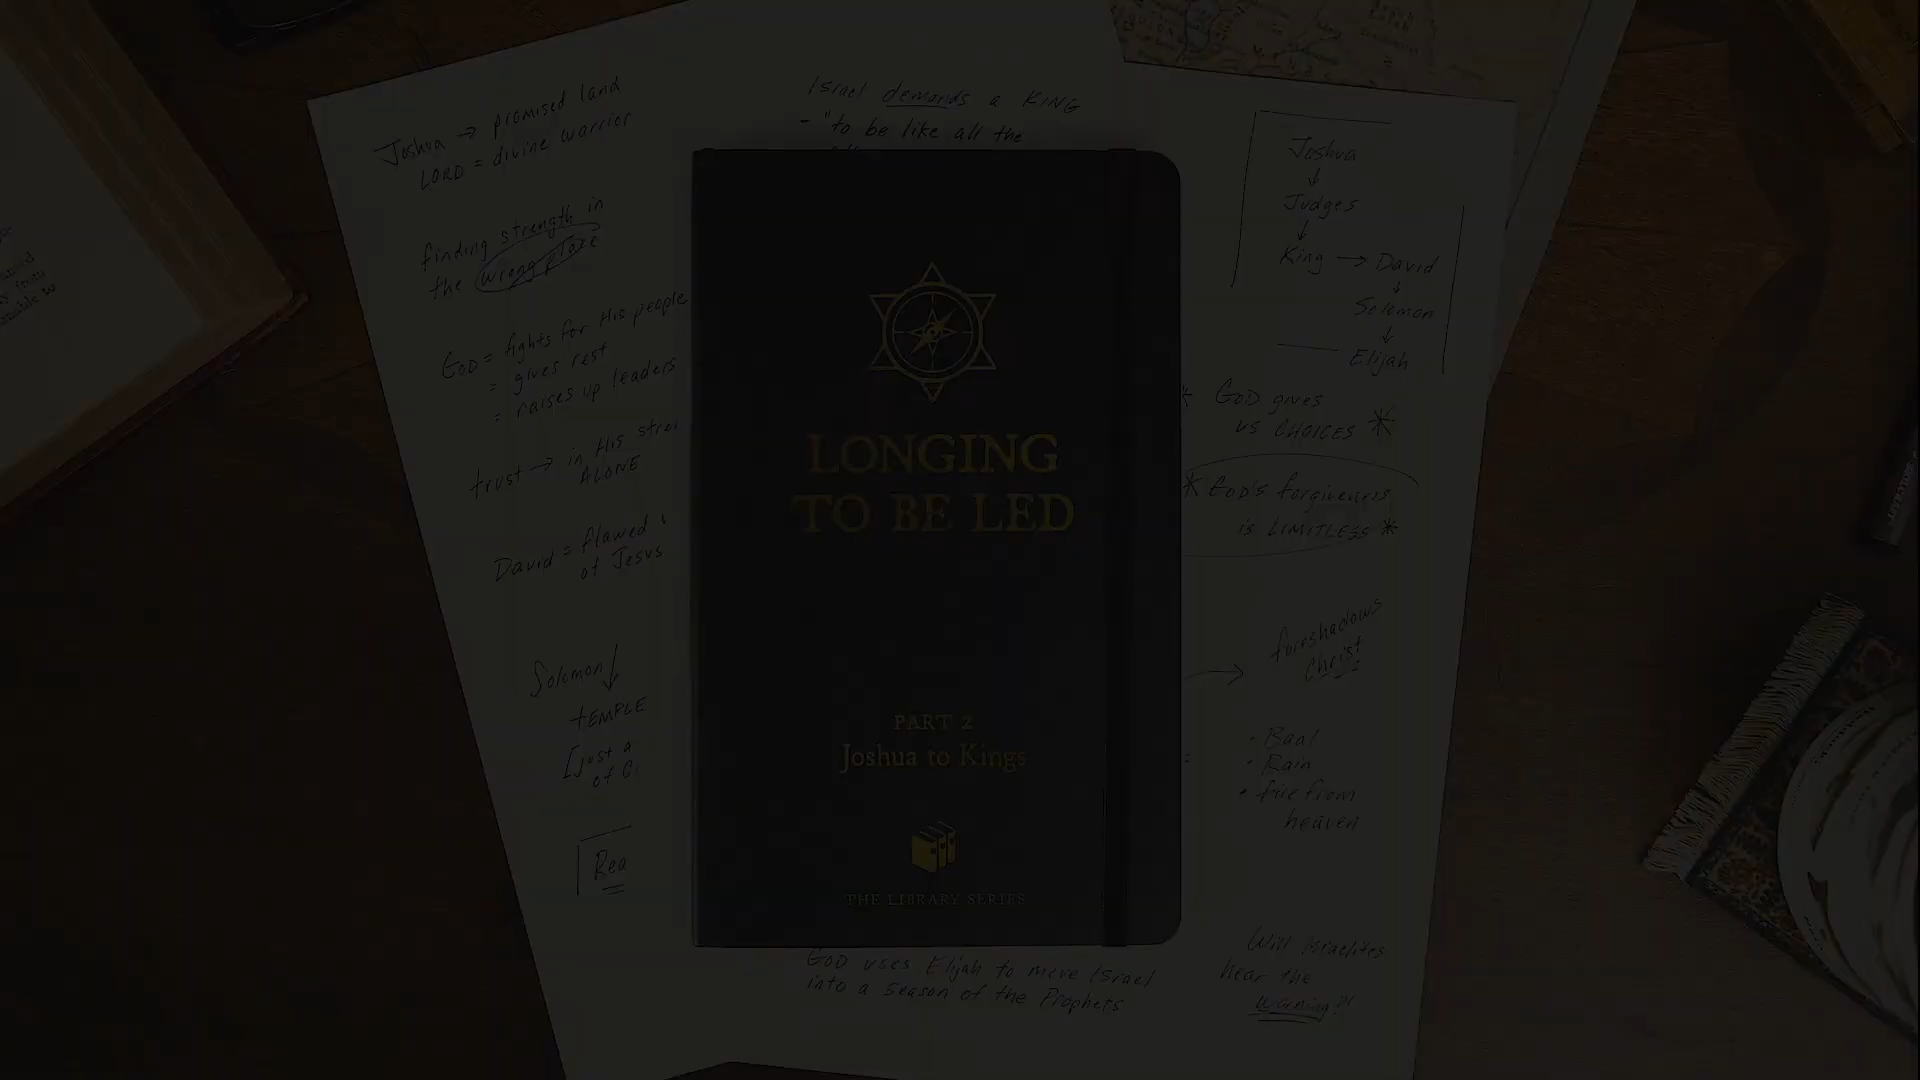 Joshua → promised land
LORD = divine warrior
finding strength in
the wrong place
GOD = fights for His people
= gives rest
= raises up leaders
trust → in His
ALONE
David = flawed
of Jesus
Solomon
↓
TEMPLE
[just a
of
Israel demands a KING
- "to be like all the
LONGING
TO BE LED
PART 2
Joshua to Kings
THE LIBRARY SERIES
GOD uses Elijah to move Israel
into a season of the Prophets
Joshua
↓
Judges
↓
King → David
↓
Solomon
↓
Elijah
* GOD gives
us CHOICES *
* GOD'S forgiveness
is LIMITLESS *
→ foreshadows
Christ
- Baal
- Rain
• fire from
heaven
Will Israelites
hear the
warning?!